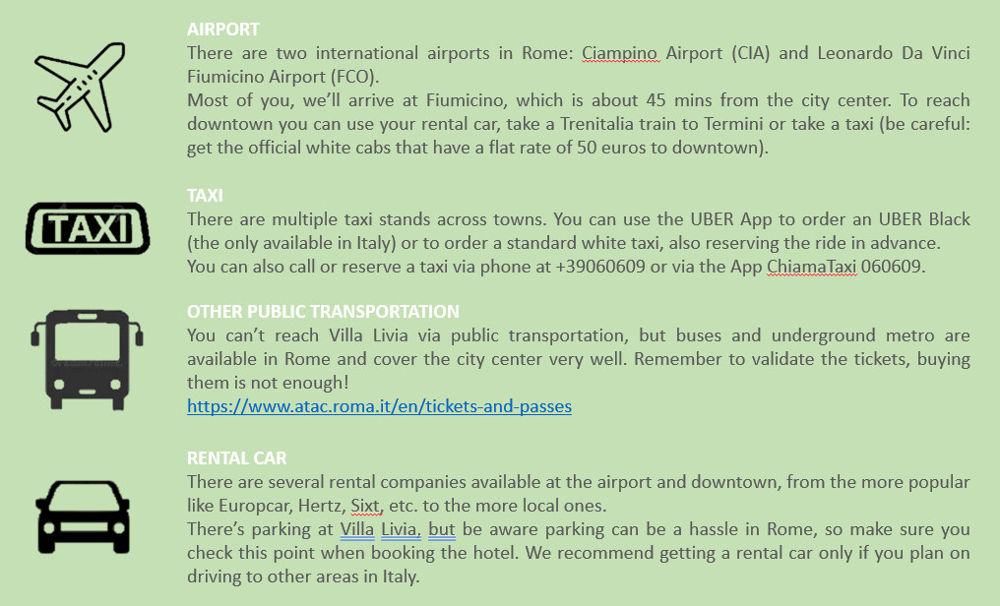 AIRPORT
There are two international airports in Rome: Ciampino Airport (CIA) and Leonardo Da Vinci
Fiumicino Airport (FCO).
Most of you, we’ll arrive at Fiumicino, which is about 45 mins from the city center. To reach
downtown you can use your rental car, take a Trenitalia train to Termini or take a taxi (be careful:
get the official white cabs that have a flat rate of 50 euros to downtown).
TAXI
TAXI
There are multiple taxi stands across towns. You can use the UBER App to order an UBER Black
(the only available in Italy) or to order a standard white taxi, also reserving the ride in advance.
You can also call or reserve a taxi via phone at +39060609 or via the App ChiamaTaxi 060609.
OTHER PUBLIC TRANSPORTATION
You can’t reach Villa Livia via public transportation, but buses and underground metro are
available in Rome and cover the city center very well. Remember to validate the tickets, buying
them is not enough!
https://www.atac.roma.it/en/tickets-and-passes
RENTAL CAR
There are several rental companies available at the airport and downtown, from the more popular
like Europcar, Hertz, Sixt, etc. to the more local ones.
There’s parking at Villa Livia, but be aware parking can be a hassle in Rome, so make sure you
check this point when booking the hotel. We recommend getting a rental car only if you plan on
driving to other areas in Italy.